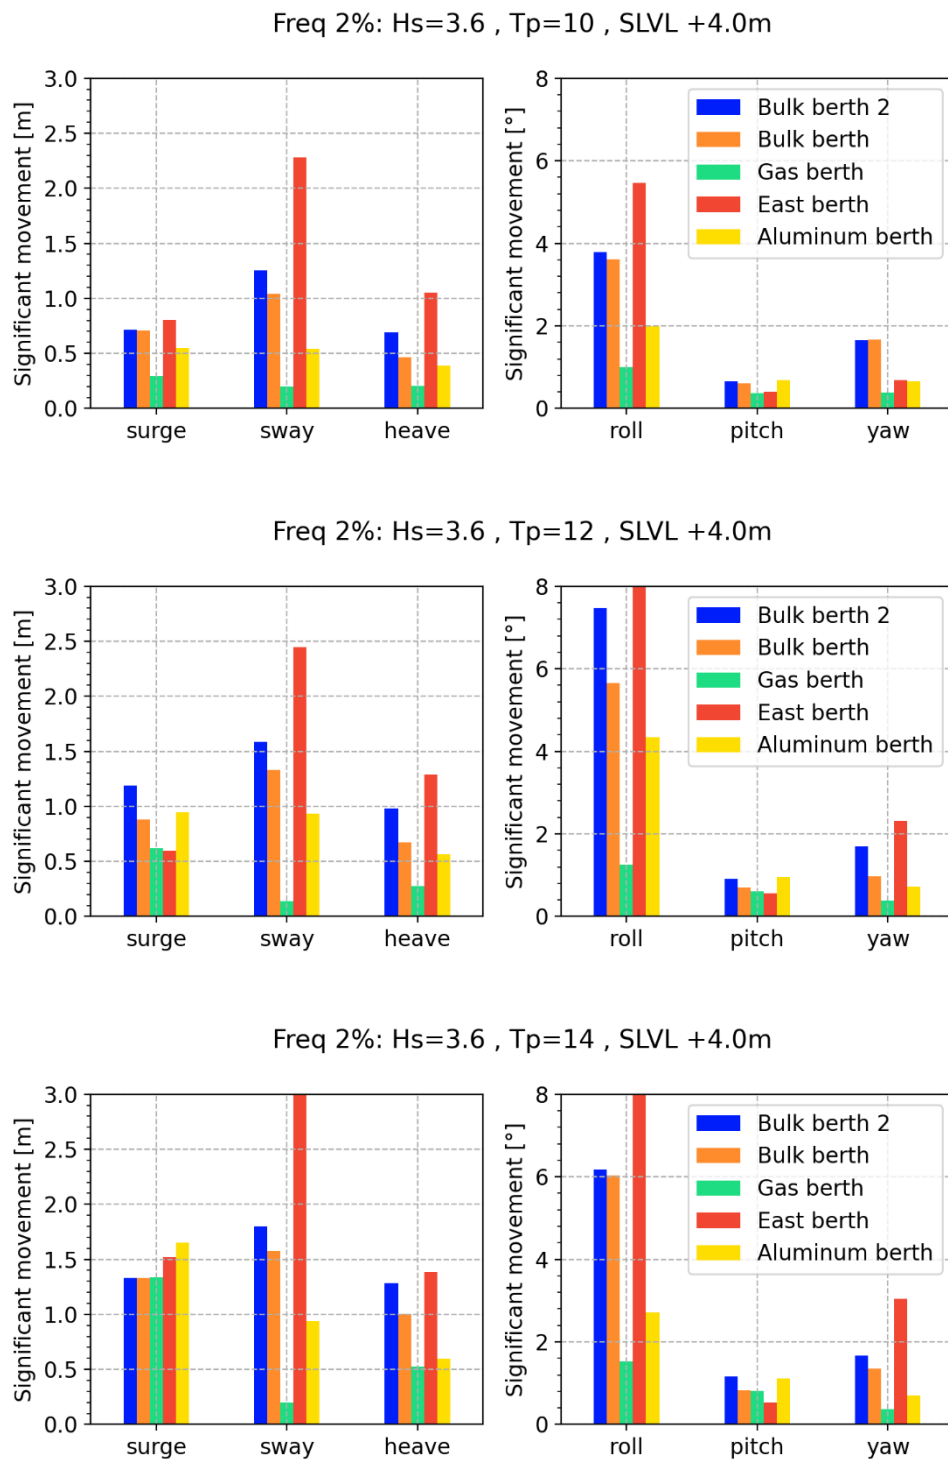 Freq 2%: Hs=3.6 , Tp=10 , SLVL +4.0m
Significant movement [m]
3.0
2.5
2.0
1.5
1.0
0.5
0.0
surge sway heave
Significant movement [°]
8
6
4
2
0
roll pitch yaw
Bulk berth 2
Bulk berth
Gas berth
East berth
Aluminum berth
Freq 2%: Hs=3.6 , Tp=12 , SLVL +4.0m
Significant movement [m]
3.0
2.5
2.0
1.5
1.0
0.5
0.0
surge sway heave
Significant movement [°]
8
6
4
2
0
roll pitch yaw
Bulk berth 2
Bulk berth
Gas berth
East berth
Aluminum berth
Freq 2%: Hs=3.6 , Tp=14 , SLVL +4.0m
Significant movement [m]
3.0
2.5
2.0
1.5
1.0
0.5
0.0
surge sway heave
Significant movement [°]
8
6
4
2
0
roll pitch yaw
Bulk berth 2
Bulk berth
Gas berth
East berth
Aluminum berth